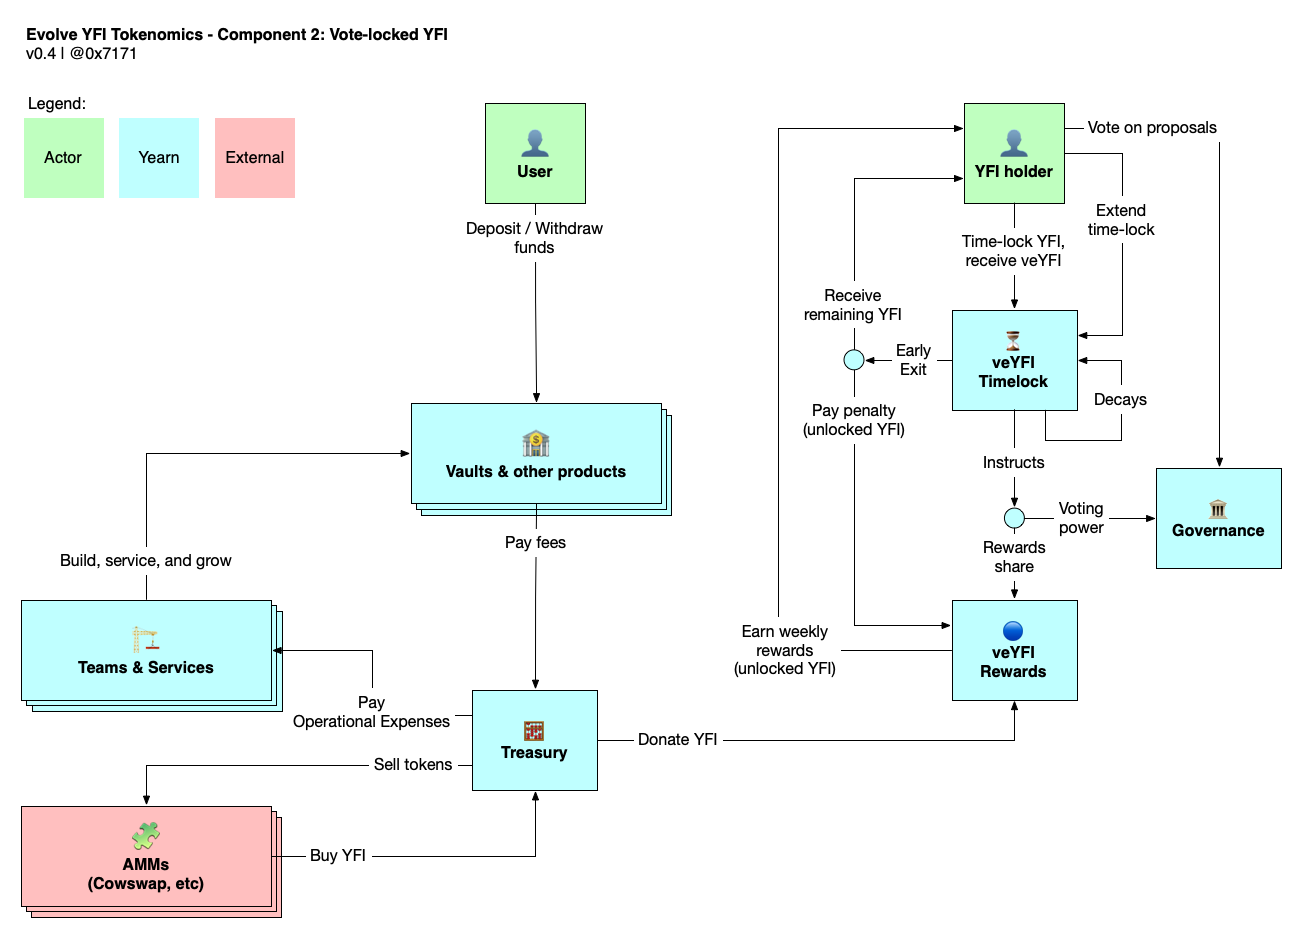 Evolve YFI Tokenomics - Component 2: Vote-locked YFI
v0.4 | @0x7171
Legend:
Actor
Yearn
External
User
Deposit / Withdraw
funds
Vaults & other products
Pay fees
Build, service, and grow
Teams & Services
Pay
Operational Expenses
Treasury
Sell tokens
AMMs
(Cowswap, etc)
Buy YFI
Donate YFI
YFI holder
Vote on proposals
Extend
time-lock
Time-lock YFI,
receive veYFI
Receive
remaining YFI
Early
Exit
veYFI
Timelock
Decays
Pay penalty
(unlocked YFI)
Instructs
Voting
power
Governance
Rewards
share
Earn weekly
rewards
(unlocked YFI)
veYFI
Rewards